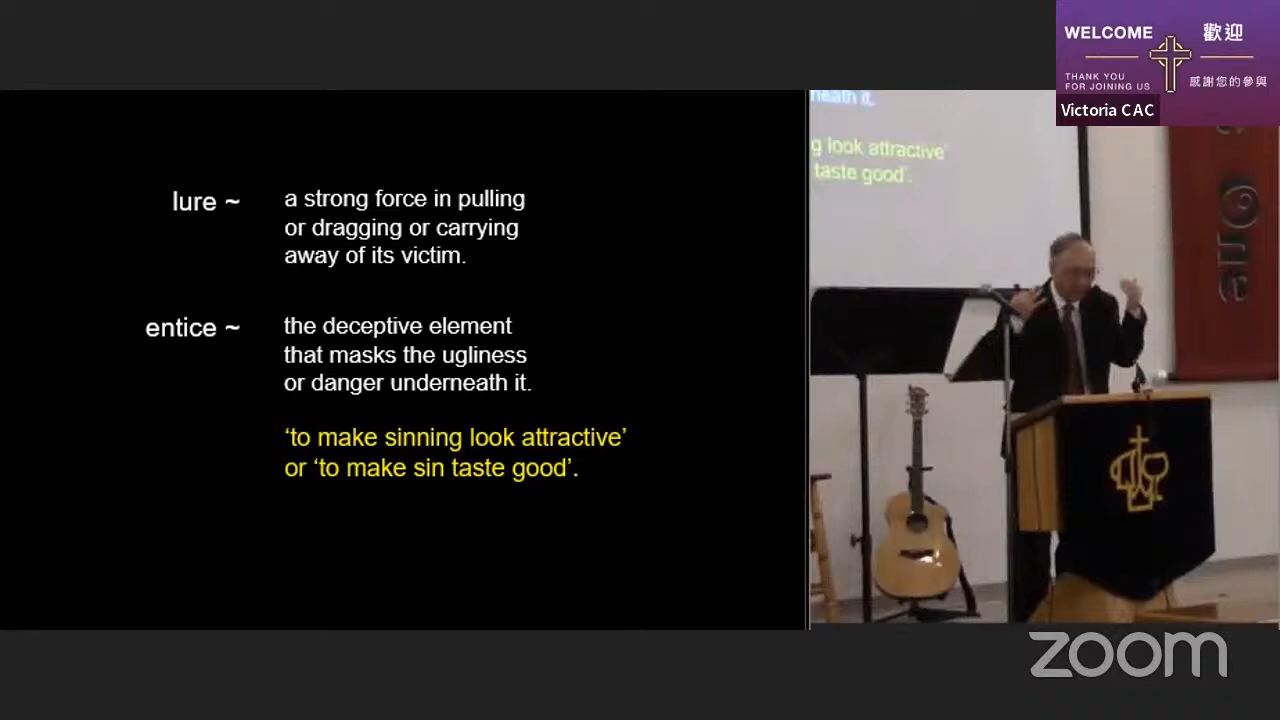 WELCOME 歡迎
THANK YOU
FOR JOINING US 感謝您的參與
Victoria CAC
lure ~ a strong force in pulling
or dragging or carrying
away of its victim.
entice ~ the deceptive element
that masks the ugliness
or danger underneath it.
‘to make sinning look attractive’
or ‘to make sin taste good’.
neath it.
g look attractive’
taste good’.
One
zoom